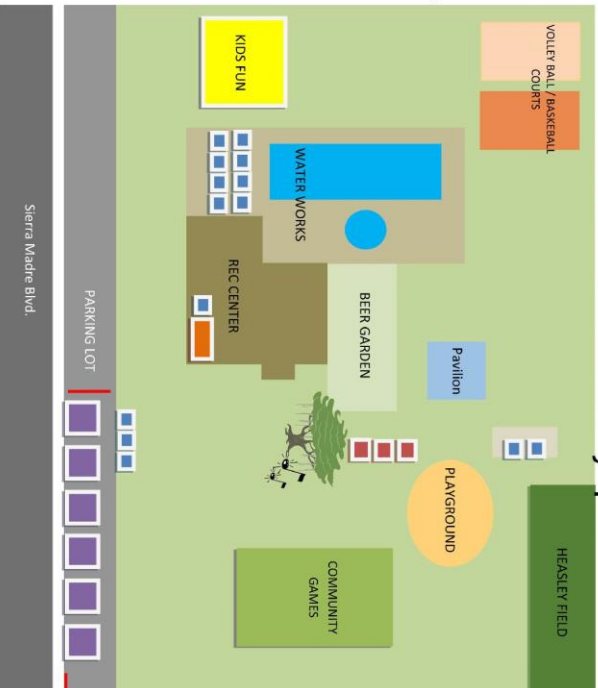 VOLLEY BALL / BASKEBALL
COURTS
HEASLEY FIELD
Pavilion
PLAYGROUND
KIDS FUN
WATER WORKS
BEER GARDEN
COMMUNITY
GAMES
REC CENTER
PARKING LOT
Sierra Madre Blvd.